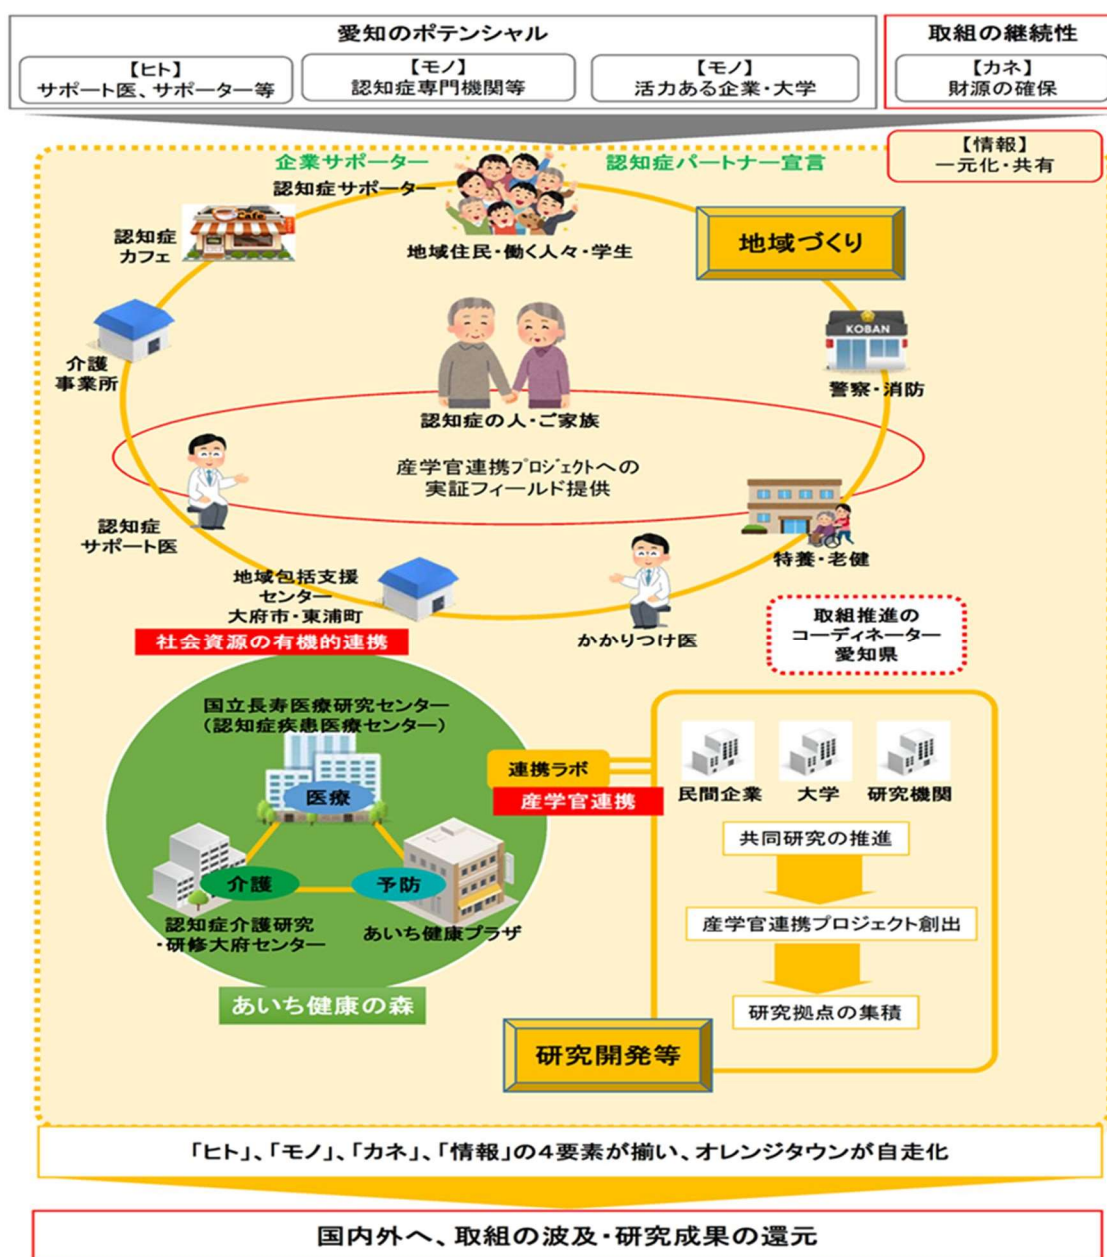 愛知のポテンシャル
【ヒト】
サポート医、サポーター等
【モノ】
認知症専門機関等
【モノ】
活力ある企業・大学
取組の継続性
【カネ】
財源の確保
【情報】
一元化・共有
企業サポーター
認知症パートナー宣言
認知症サポーター
認知症
カフェ
地域住民・働く人々・学生
地域づくり
介護
事業所
KOBAN
警察・消防
認知症の人・ご家族
産学官連携プロジェクトへの
実証フィールド提供
認知症
サポート医
特養・老健
地域包括支援
センター
大府市・東浦町
かかりつけ医
取組推進の
コーディネーター
愛知県
社会資源の有機的連携
国立長寿医療研究センター
（認知症疾患医療センター）
医療
介護
予防
認知症介護研究
・研修大府センター
あいち健康プラザ
あいち健康の森
連携ラボ
産学官連携
民間企業
大学
研究機関
共同研究の推進
産学官連携プロジェクト創出
研究拠点の集積
研究開発等
「ヒト」、「モノ」、「カネ」、「情報」の４要素が揃い、オレンジタウンが自走化
国内外へ、取組の波及・研究成果の還元